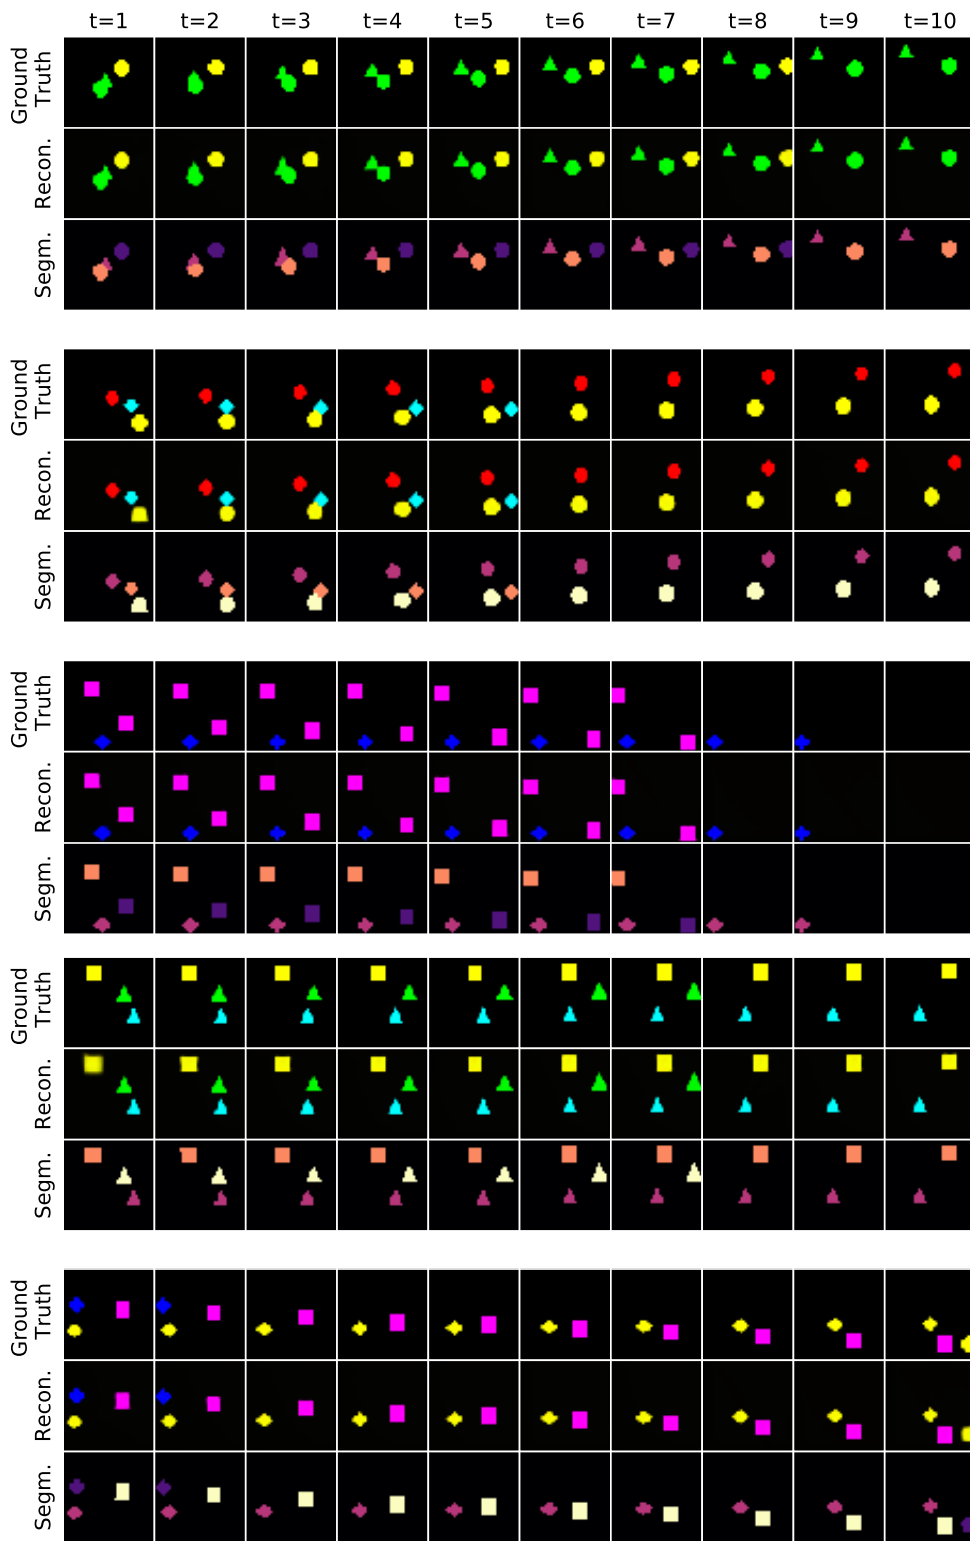 t=1 t=2 t=3 t=4 t=5 t=6 t=7 t=8 t=9 t=10
Ground
Truth
Recon.
Segm.
Ground
Truth
Recon.
Segm.
Ground
Truth
Recon.
Segm.
Ground
Truth
Recon.
Segm.
Ground
Truth
Recon.
Segm.